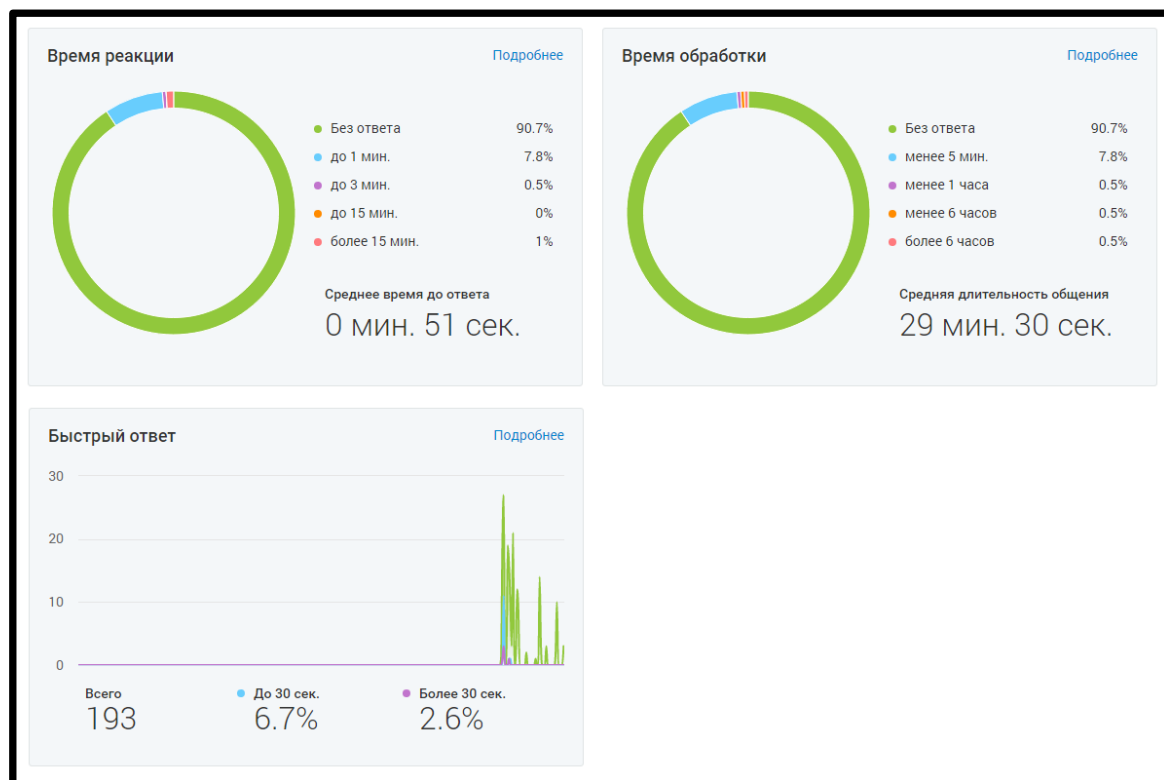 Время реакции
Подробнее
Без ответа 90.7%
до 1 мин. 7.8%
до 3 мин. 0.5%
до 15 мин. 0%
более 15 мин. 1%
Среднее время до ответа
0 мин. 51 сек.
Время обработки
Подробнее
Без ответа 90.7%
менее 5 мин. 7.8%
менее 1 часа 0.5%
менее 6 часов 0.5%
более 6 часов 0.5%
Средняя длительность общения
29 мин. 30 сек.
Быстрый ответ
Подробнее
30
20
10
0
Всего
193
До 30 сек.
6.7%
Более 30 сек.
2.6%